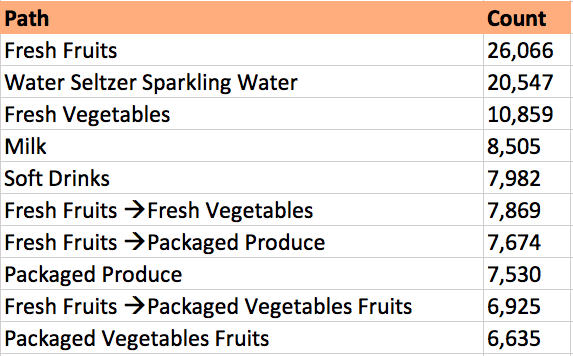 Path Count
Fresh Fruits 26,066
Water Seltzer Sparkling Water 20,547
Fresh Vegetables 10,859
Milk 8,505
Soft Drinks 7,982
Fresh Fruits →Fresh Vegetables 7,869
Fresh Fruits →Packaged Produce 7,674
Packaged Produce 7,530
Fresh Fruits →Packaged Vegetables Fruits 6,925
Packaged Vegetables Fruits 6,635